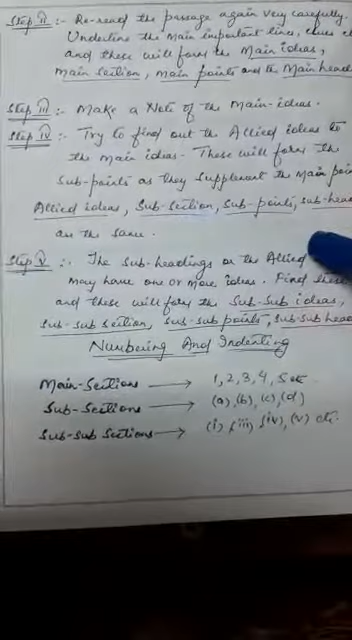 Step ii :- Re-read the passage again very carefully.
Underline the main important lines, clues
and these will form the Main ideas,
main section, main points and the Main head
Step iii :- Make a Note of the main-ideas.
Step iv :- Try to find out the Allied ideas to
the main ideas. These will form the
Sub-points as they supplement the Main poin
Allied ideas, Sub-section, sub-points, sub-head
are the same.
Step v :- The sub-headings or the Allied
may have one or more ideas. Find these
and these will form the Sub-Sub ideas,
Sub-sub section, Sub-sub points, Sub-sub head
Numbering And Indenting
Main-Sections → 1, 2, 3, 4, 5 etc.
Sub-Sections → (a), (b), (c), (d)
Sub-Sub Sections → (i), (iii), (iv), (v) etc.